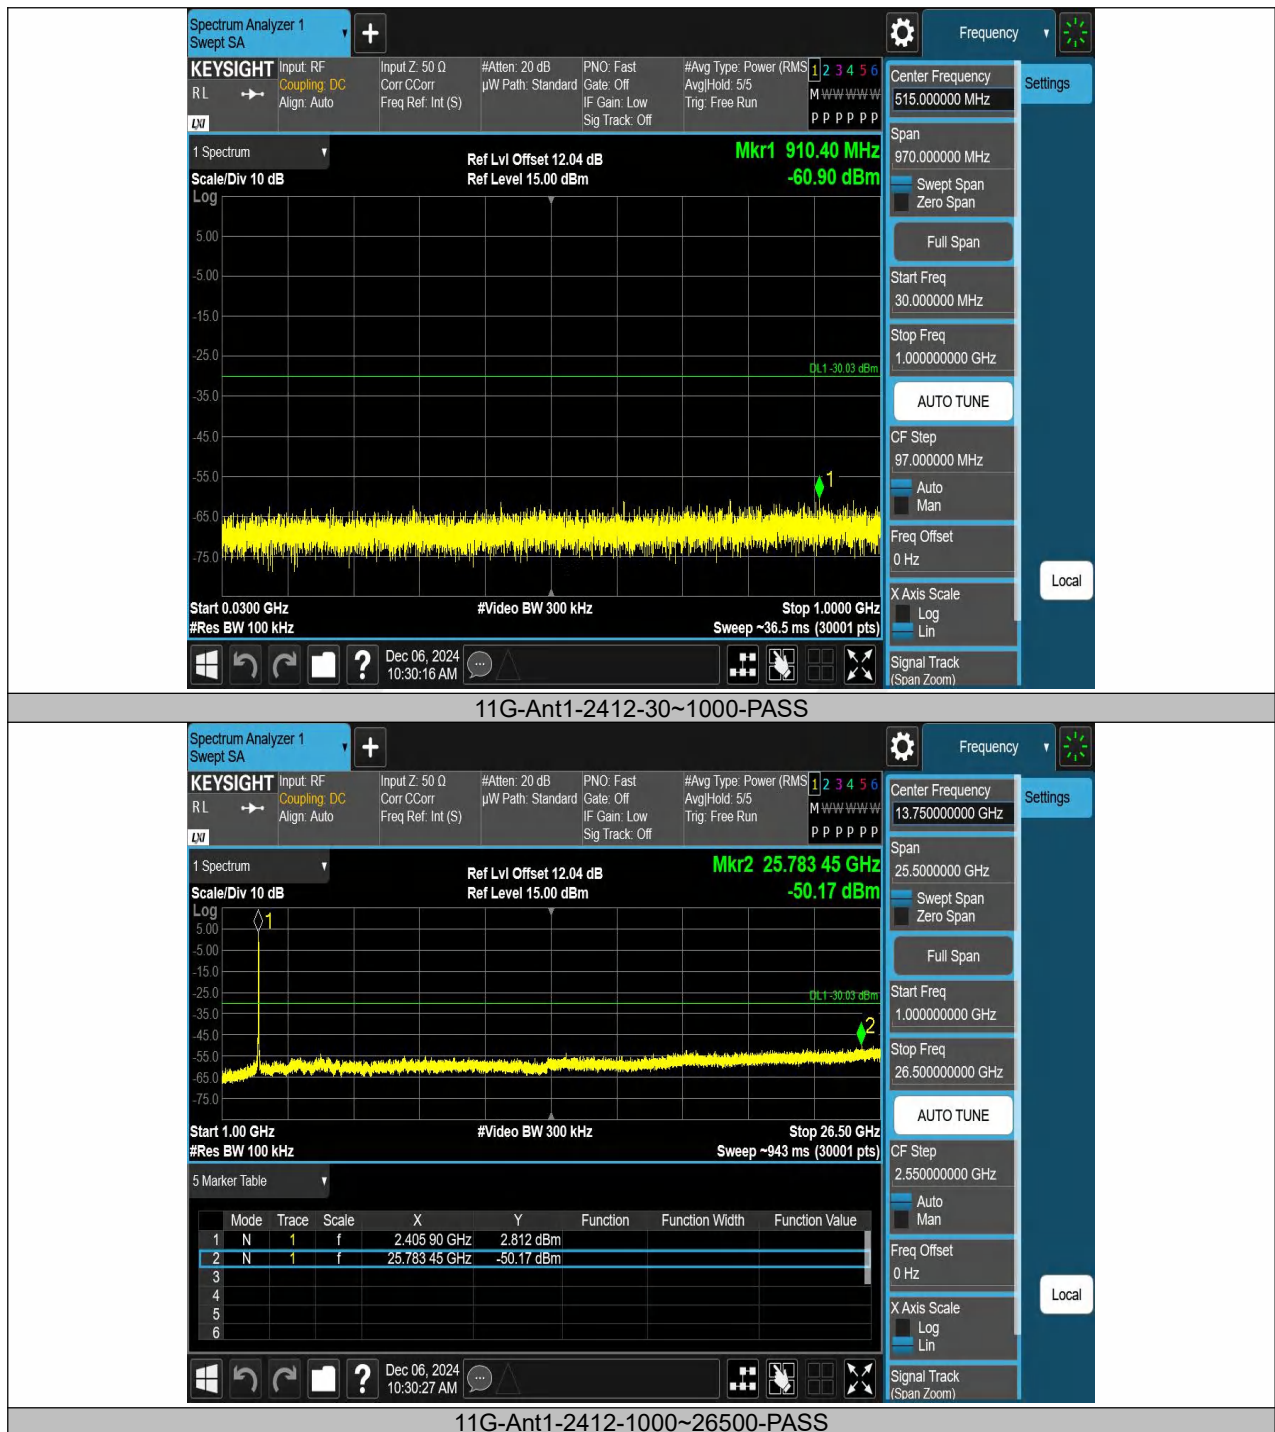 Spectrum Analyzer 1
Swept SA
+
Frequency
KEYSIGHT
RL
LXI
Input: RF
Coupling: DC
Align: Auto
Input Z: 50 Ω
Corr CCorr
Freq Ref: Int (S)
#Atten: 20 dB
µW Path: Standard
PNO: Fast
Gate: Off
IF Gain: Low
Sig Track: Off
#Avg Type: Power (RMS
Avg|Hold: 5/5
Trig: Free Run
1 2 3 4 5 6
M W W W W W
P P P P P P
1 Spectrum
Scale/Div 10 dB
Ref Lvl Offset 12.04 dB
Ref Level 15.00 dBm
Mkr1 910.40 MHz
-60.90 dBm
Log
5.00
-5.00
-15.0
-25.0
-35.0
-45.0
-55.0
-65.0
-75.0
DL1 -30.03 dBm
1
Start 0.0300 GHz
#Res BW 100 kHz
#Video BW 300 kHz
Stop 1.0000 GHz
Sweep ~36.5 ms (30001 pts)
Center Frequency
515.000000 MHz
Settings
Span
970.000000 MHz
Swept Span
Zero Span
Full Span
Start Freq
30.000000 MHz
Stop Freq
1.000000000 GHz
AUTO TUNE
CF Step
97.000000 MHz
Auto
Man
Freq Offset
0 Hz
X Axis Scale
Log
Lin
Local
Signal Track
(Span Zoom)
?
Dec 06, 2024
10:30:16 AM
11G-Ant1-2412-30~1000-PASS
Spectrum Analyzer 1
Swept SA
+
Frequency
KEYSIGHT
RL
LXI
Input: RF
Coupling: DC
Align: Auto
Input Z: 50 Ω
Corr CCorr
Freq Ref: Int (S)
#Atten: 20 dB
µW Path: Standard
PNO: Fast
Gate: Off
IF Gain: Low
Sig Track: Off
#Avg Type: Power (RMS
Avg|Hold: 5/5
Trig: Free Run
1 2 3 4 5 6
M W W W W W
P P P P P P
1 Spectrum
Scale/Div 10 dB
Ref Lvl Offset 12.04 dB
Ref Level 15.00 dBm
Mkr2 25.783 45 GHz
-50.17 dBm
Log
5.00
-5.00
-15.0
-25.0
-35.0
-45.0
-55.0
-65.0
-75.0
1
DL1 -30.03 dBm
2
Start 1.00 GHz
#Res BW 100 kHz
#Video BW 300 kHz
Stop 26.50 GHz
Sweep ~943 ms (30001 pts)
5 Marker Table
Mode Trace Scale X Y Function Function Width Function Value
1 N 1 f 2.405 90 GHz 2.812 dBm
2 N 1 f 25.783 45 GHz -50.17 dBm
3
4
5
6
Center Frequency
13.750000000 GHz
Settings
Span
25.5000000 GHz
Swept Span
Zero Span
Full Span
Start Freq
1.000000000 GHz
Stop Freq
26.500000000 GHz
AUTO TUNE
CF Step
2.550000000 GHz
Auto
Man
Freq Offset
0 Hz
X Axis Scale
Log
Lin
Local
Signal Track
(Span Zoom)
?
Dec 06, 2024
10:30:27 AM
11G-Ant1-2412-1000~26500-PASS